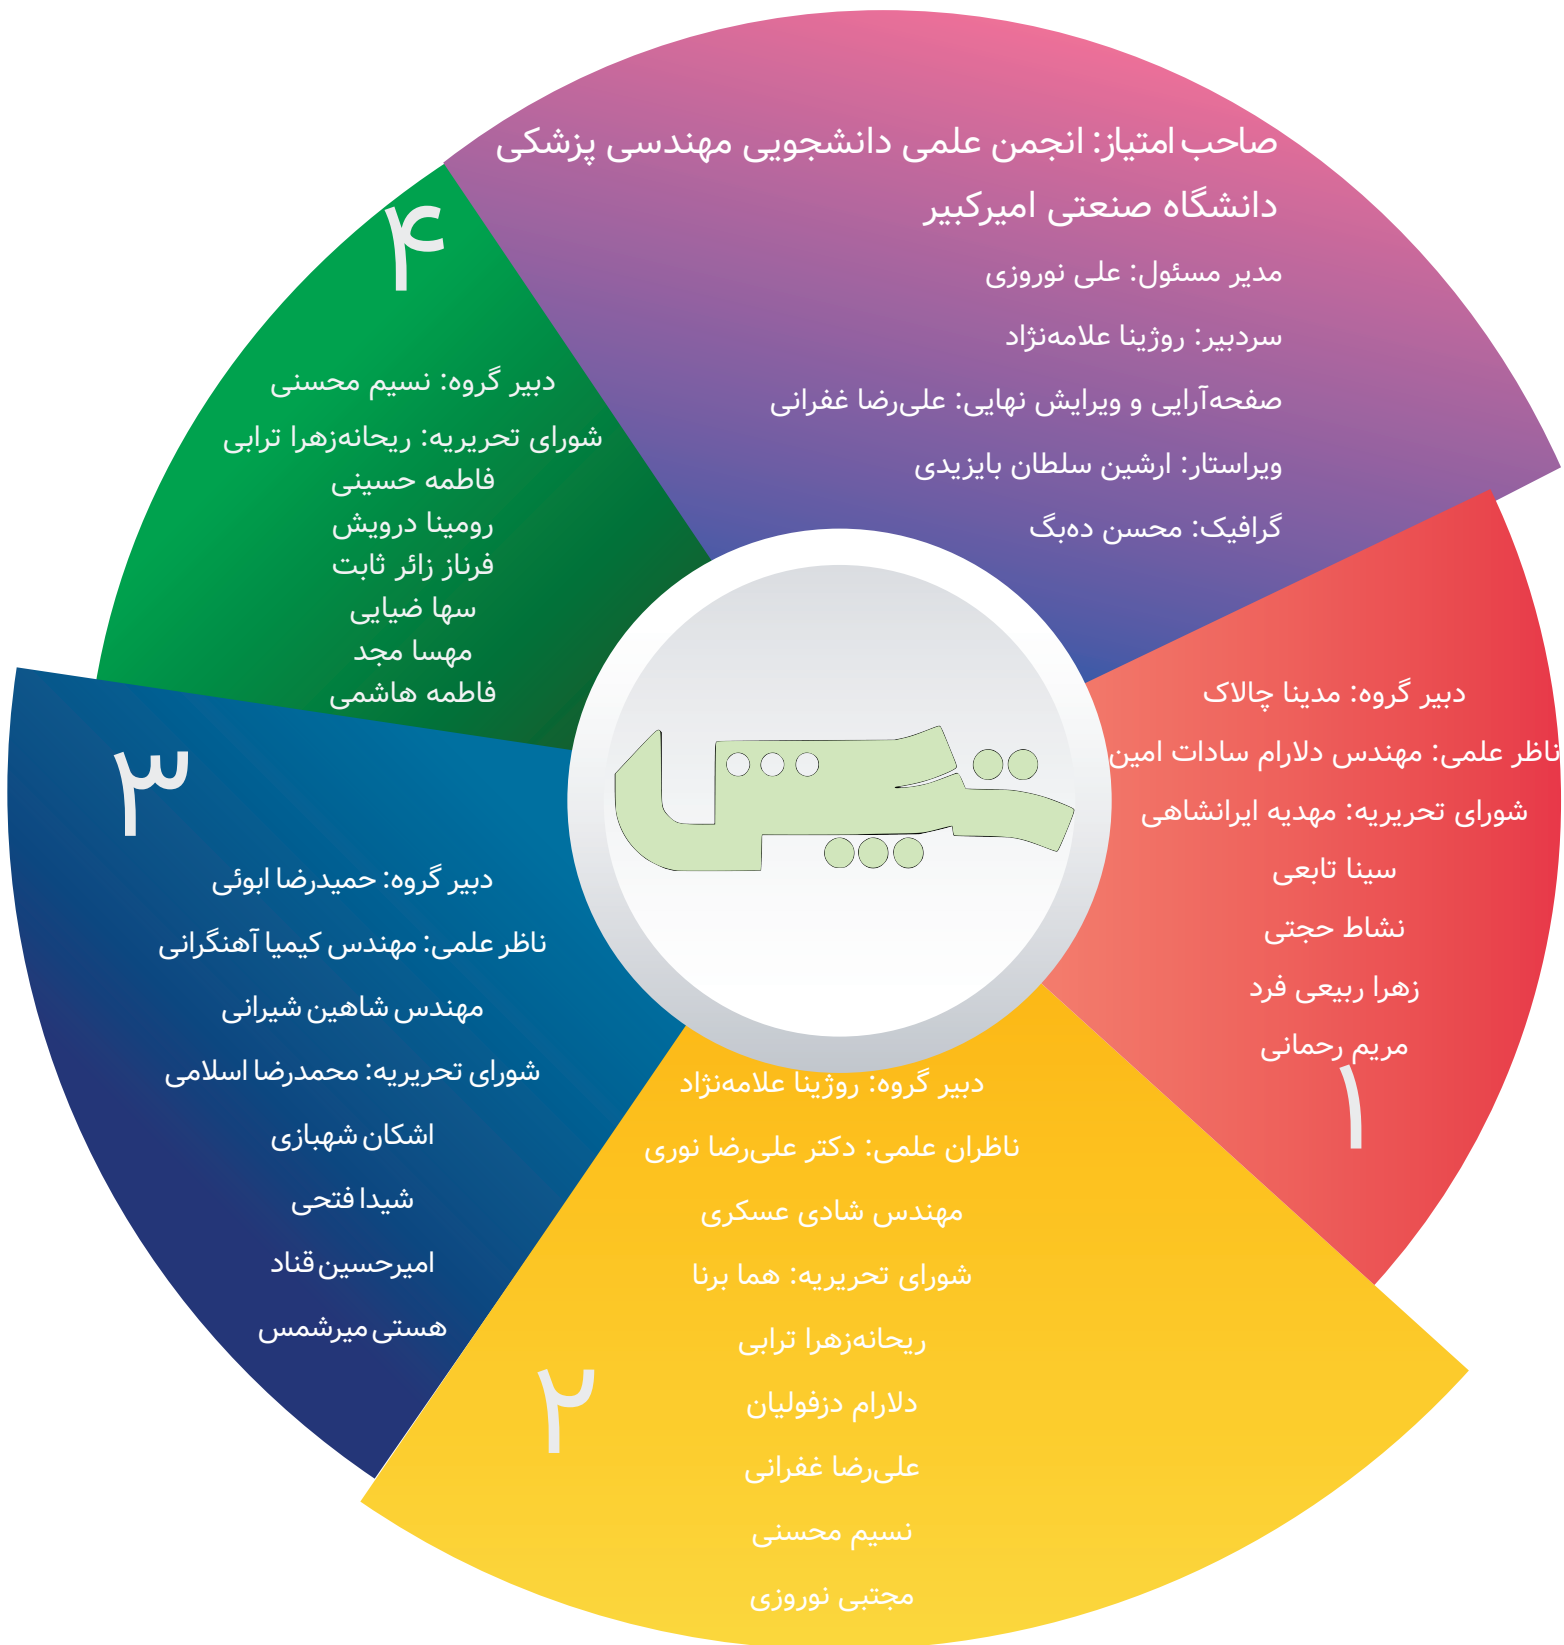 صاحب امتیاز: انجمن علمی دانشجویی مهندسی پزشکی
دانشگاه صنعتی امیرکبیر
مدیر مسئول: علی نوروزی
سردبیر: روژینا علامه‌نژاد
صفحه‌آرایی و ویرایش نهایی: علی‌رضا غفرانی
ویراستار: ارشین سلطان بایزیدی
گرافیک: محسن ده‌بگ
دبیر گروه: مدینا چالاک
ناظر علمی: مهندس دلارام سادات امین
شورای تحریریه: مهدیه ایرانشاهی
سینا تابعی
نشاط حجتی
زهرا ربیعی فرد
مریم رحمانی
۱
دبیر گروه: روژینا علامه‌نژاد
ناظران علمی: دکتر علی‌رضا نوری
مهندس شادی عسکری
شورای تحریریه: هما برنا
ریحانه‌زهرا ترابی
دلارام دزفولیان
علی‌رضا غفرانی
نسیم محسنی
مجتبی نوروزی
۲
۳
دبیر گروه: حمیدرضا ابوئی
ناظر علمی: مهندس کیمیا آهنگرانی
مهندس شاهین شیرانی
شورای تحریریه: محمدرضا اسلامی
اشکان شهبازی
شیدا فتحی
امیرحسین قناد
هستی میرشمس
۴
دبیر گروه: نسیم محسنی
شورای تحریریه: ریحانه‌زهرا ترابی
فاطمه حسینی
رومینا درویش
فرناز زائر ثابت
سها ضیایی
مهسا مجد
فاطمه هاشمی